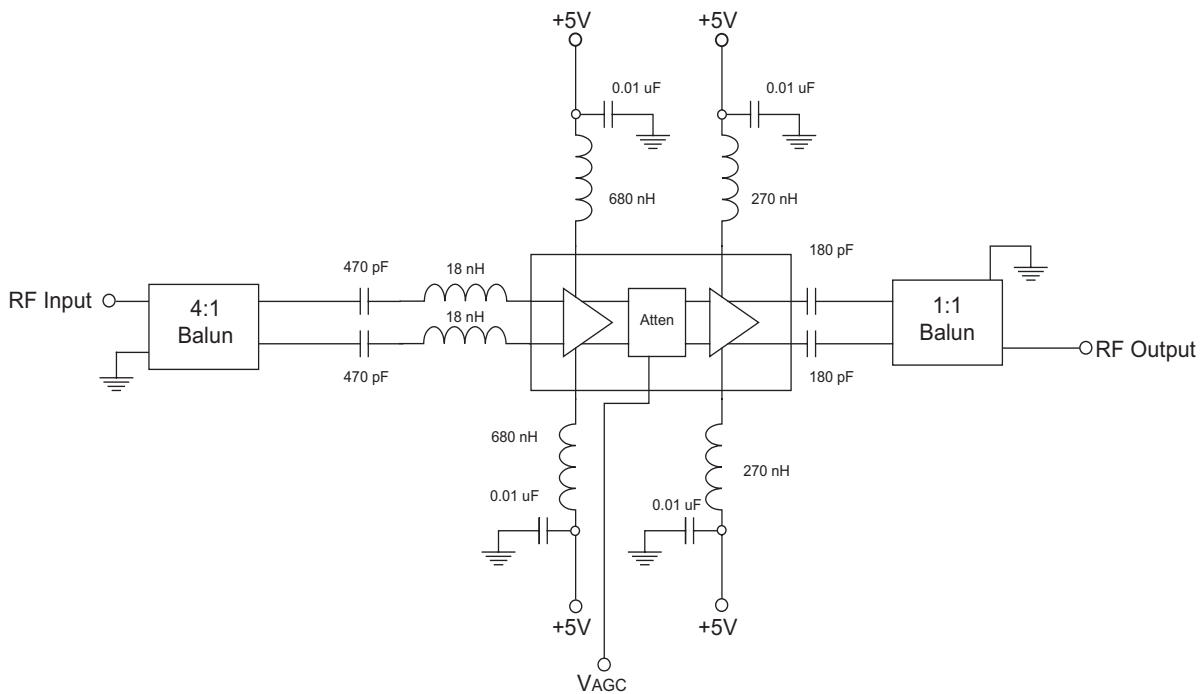 +5V +5V
0.01 uF 0.01 uF
680 nH 270 nH
470 pF 18 nH 180 pF
RF Input 4:1
Balun
18 nH
Atten
1:1
Balun
RF Output
470 pF 180 pF
680 nH
270 nH
0.01 uF 0.01 uF
+5V +5V
VAGC